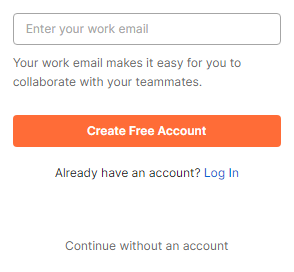 Enter your work email
Your work email makes it easy for you to
collaborate with your teammates.
Create Free Account
Already have an account? Log In
Continue without an account